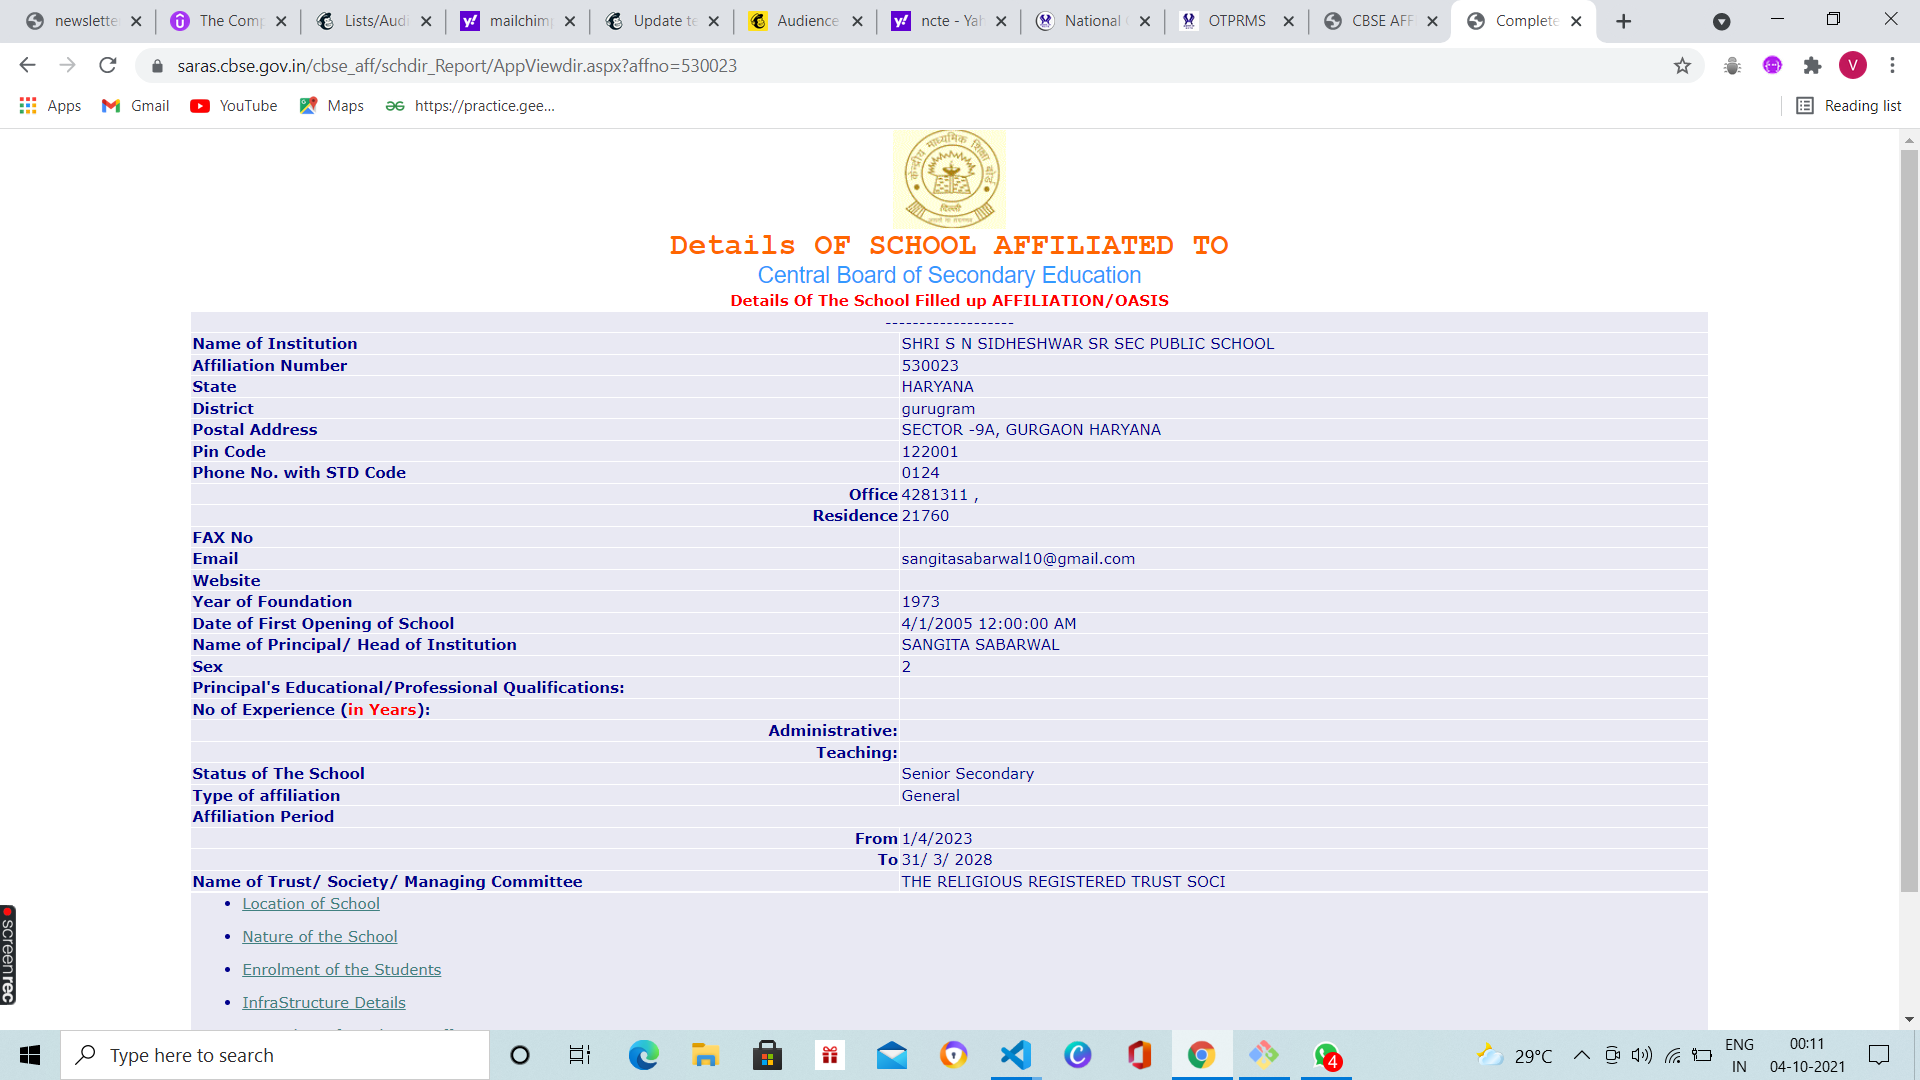 newslette
The Comp
Lists/Audi
mailchimp
Update te
Audience
ncte - Yah
National
OTPRMS
CBSE AFF
Complete
saras.cbse.gov.in/cbse_aff/schdir_Report/AppViewdir.aspx?affno=530023
V
Apps
Gmail
YouTube
Maps
https://practice.gee...
Reading list
केन्द्रीय माध्यमिक शिक्षा बोर्ड
दिल्ली
Details OF SCHOOL AFFILIATED TO
Central Board of Secondary Education
Details Of The School Filled up AFFILIATION/OASIS
-------------------
Name of Institution SHRI S N SIDHESHWAR SR SEC PUBLIC SCHOOL
Affiliation Number 530023
State HARYANA
District gurugram
Postal Address SECTOR -9A, GURGAON HARYANA
Pin Code 122001
Phone No. with STD Code 0124
Office 4281311 ,
Residence 21760
FAX No
Email sangitasabarwal10@gmail.com
Website
Year of Foundation 1973
Date of First Opening of School 4/1/2005 12:00:00 AM
Name of Principal/ Head of Institution SANGITA SABARWAL
Sex 2
Principal's Educational/Professional Qualifications:
No of Experience (in Years):
Administrative:
Teaching:
Status of The School Senior Secondary
Type of affiliation General
Affiliation Period
From 1/4/2023
To 31/ 3/ 2028
Name of Trust/ Society/ Managing Committee THE RELIGIOUS REGISTERED TRUST SOCI
Location of School
Nature of the School
Enrolment of the Students
InfraStructure Details
screenrec
Type here to search
4
29°C
ENG
IN
00:11
04-10-2021